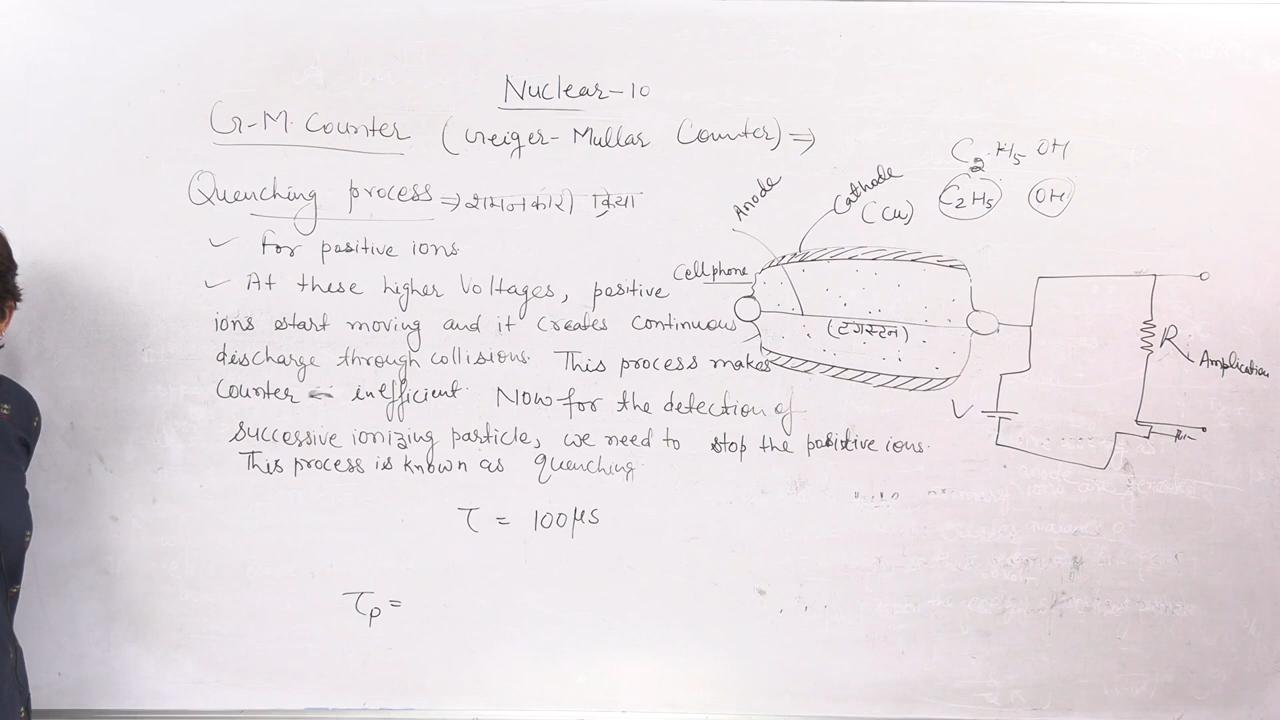 Nuclear-10
G-M. Counter (Geiger-Mullar Counter) ⇒
Quenching process ⇒ शमनकारी क्रिया
✓ For positive ions
✓ At these higher Voltages, positive
ions start moving and it creates continuous
discharge through collisions. This process makes
counter inefficient. Now for the detection of
successive ionizing particle, we need to stop the positive ions.
This process is known as quenching.
τ = 100μs
τp =
C2H5OH
C2H5 OH
Anode
Cathode
(Cu)
Cellphone
(टंगस्टन)
V
R
Amplication